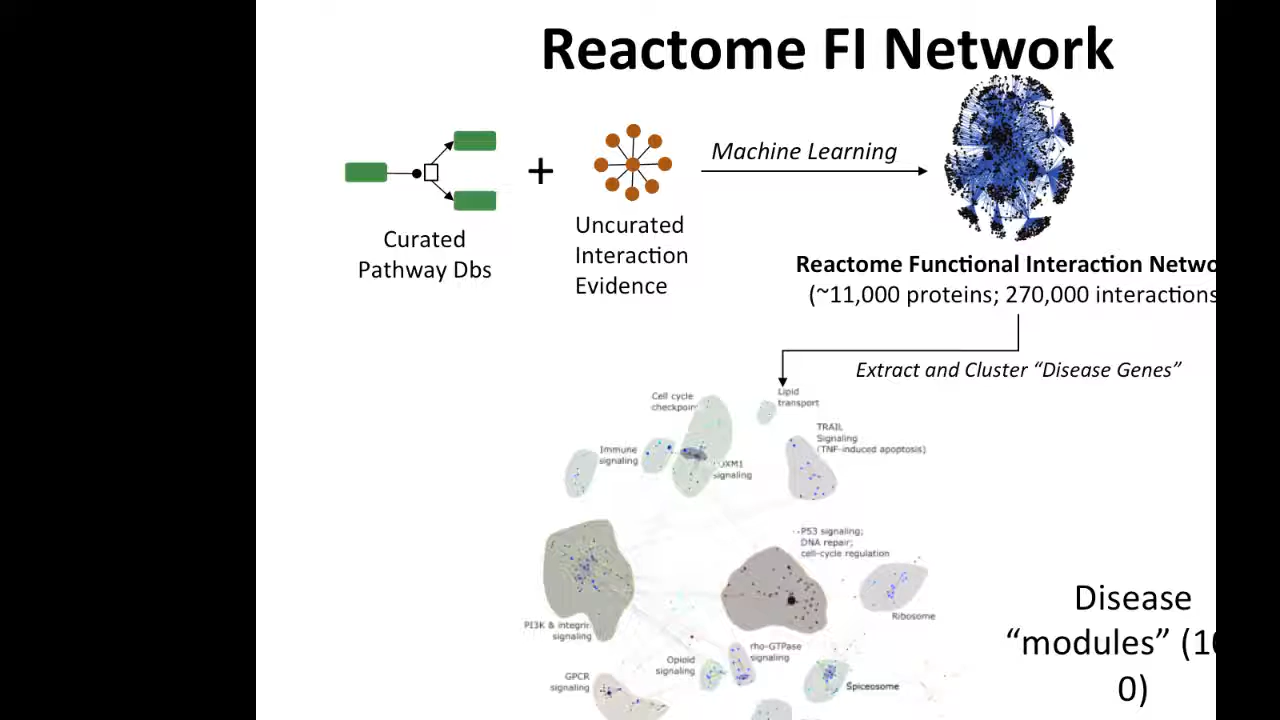 Reactome FI Network
+
Machine Learning
Curated
Pathway Dbs
Uncurated
Interaction
Evidence
Reactome Functional Interaction Netwo
(~11,000 proteins; 270,000 interactions
Extract and Cluster “Disease Genes”
Lipid
transport
Cell cycle
checkpoin
TRAIL
Signaling
(TNF-induced apoptosis)
Immune
signaling
signaling
P53 signaling;
DNA repair;
cell-cycle regulation
Ribosome
PI3K & integrin
signaling
rho-GTPase
signaling
Opioid
signaling
GPCR
signaling
Spiceosome
Disease
“modules” (10
0)